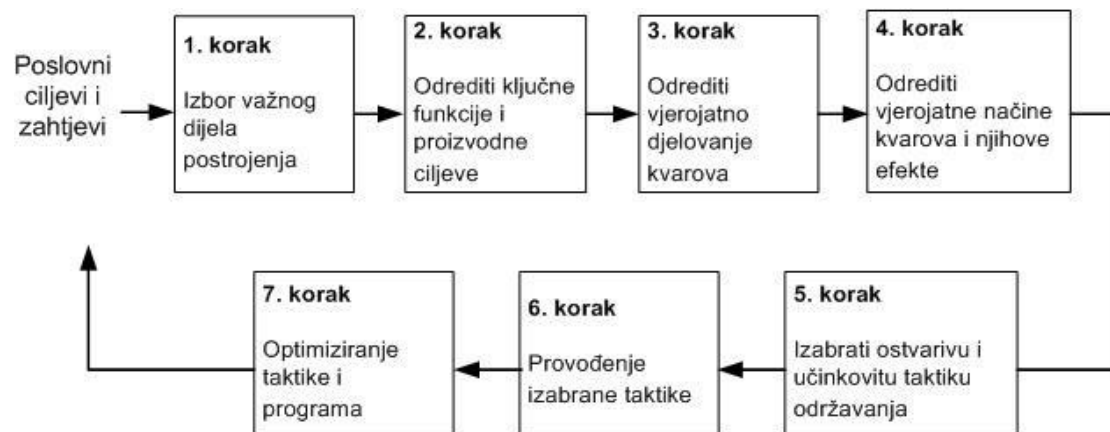 Poslovni
ciljevi i
zahtjevi
1. korak
Izbor važnog
dijela
postrojenja
2. korak
Odrediti ključne
funkcije i
proizvodne
ciljeve
3. korak
Odrediti
vjerojatno
djelovanje
kvarova
4. korak
Odrediti
vjerojatne načine
kvarova i njihove
efekte
5. korak
Izabrati ostvarivu i
učinkovitu taktiku
održavanja
6. korak
Provođenje
izabrane taktike
7. korak
Optimiziranje
taktike i
programa